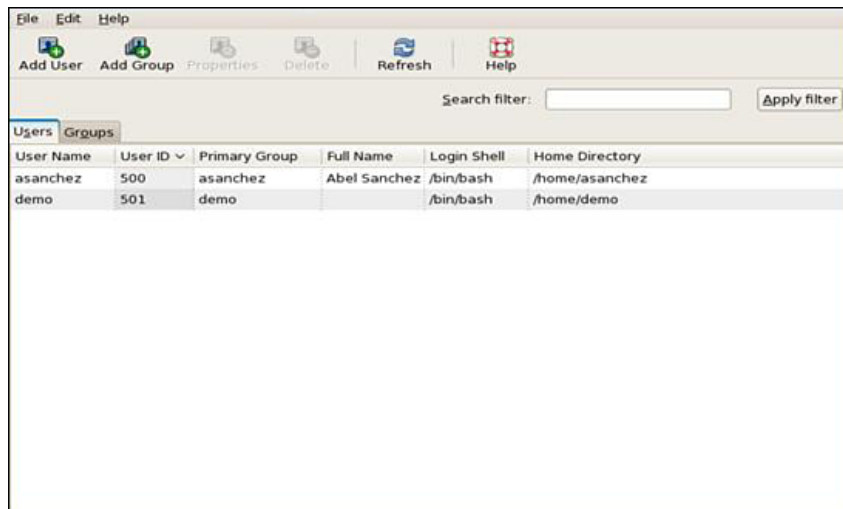 File Edit Help
Add User Add Group Properties Delete Refresh Help
Search filter: Apply filter
Users Groups
User Name User ID Primary Group Full Name Login Shell Home Directory
asanchez 500 asanchez Abel Sanchez /bin/bash /home/asanchez
demo 501 demo /bin/bash /home/demo